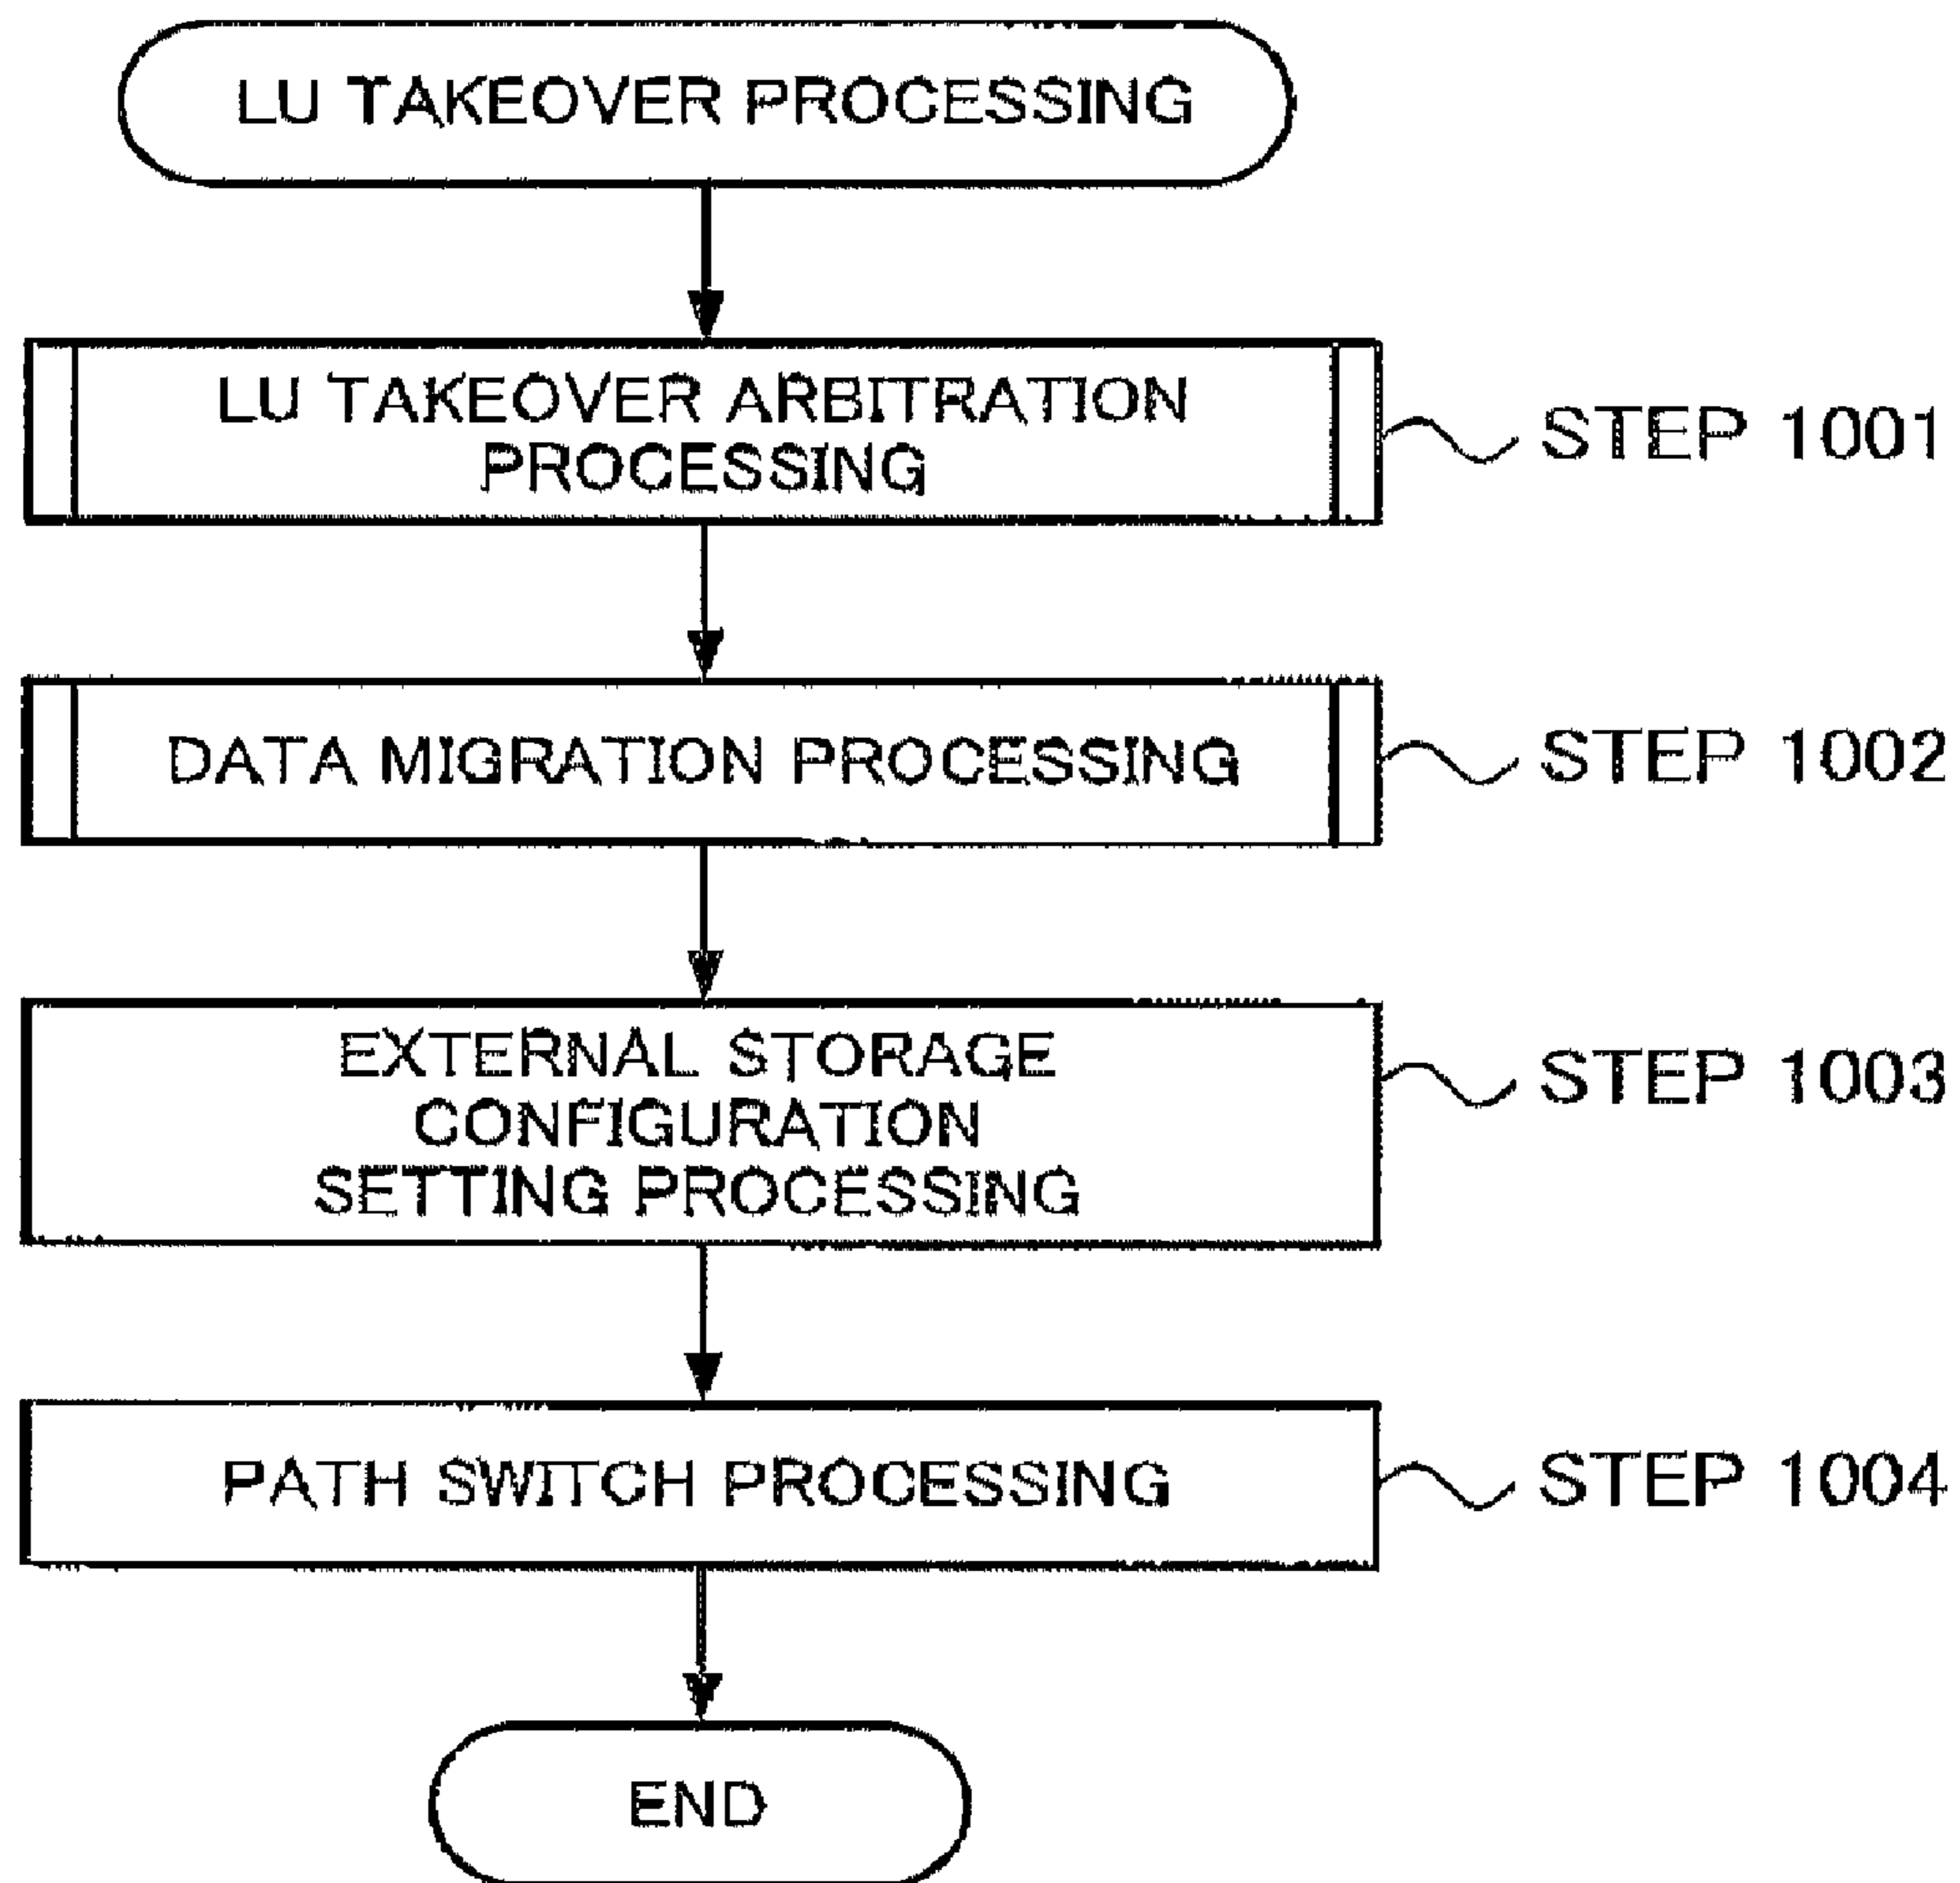 LU TAKEOVER PROCESSING
LU TAKEOVER ARBITRATION
PROCESSING
STEP 1001
DATA MIGRATION PROCESSING
STEP 1002
EXTERNAL STORAGE
CONFIGURATION
SETTING PROCESSING
STEP 1003
PATH SWITCH PROCESSING
STEP 1004
END